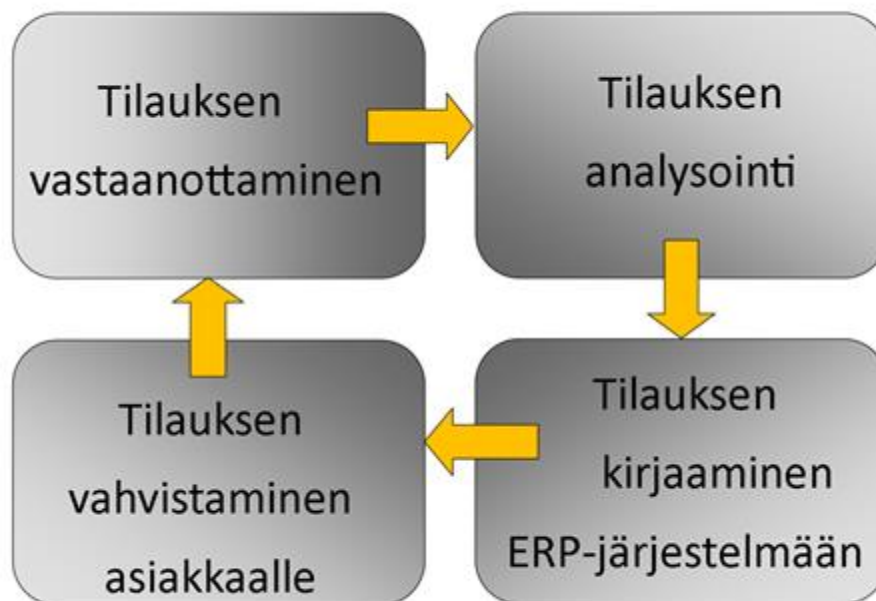 Tilauksen
vastaanottaminen
Tilauksen
analysointi
Tilauksen
kirjaaminen
ERP-järjestelmään
Tilauksen
vahvistaminen
asiakkaalle